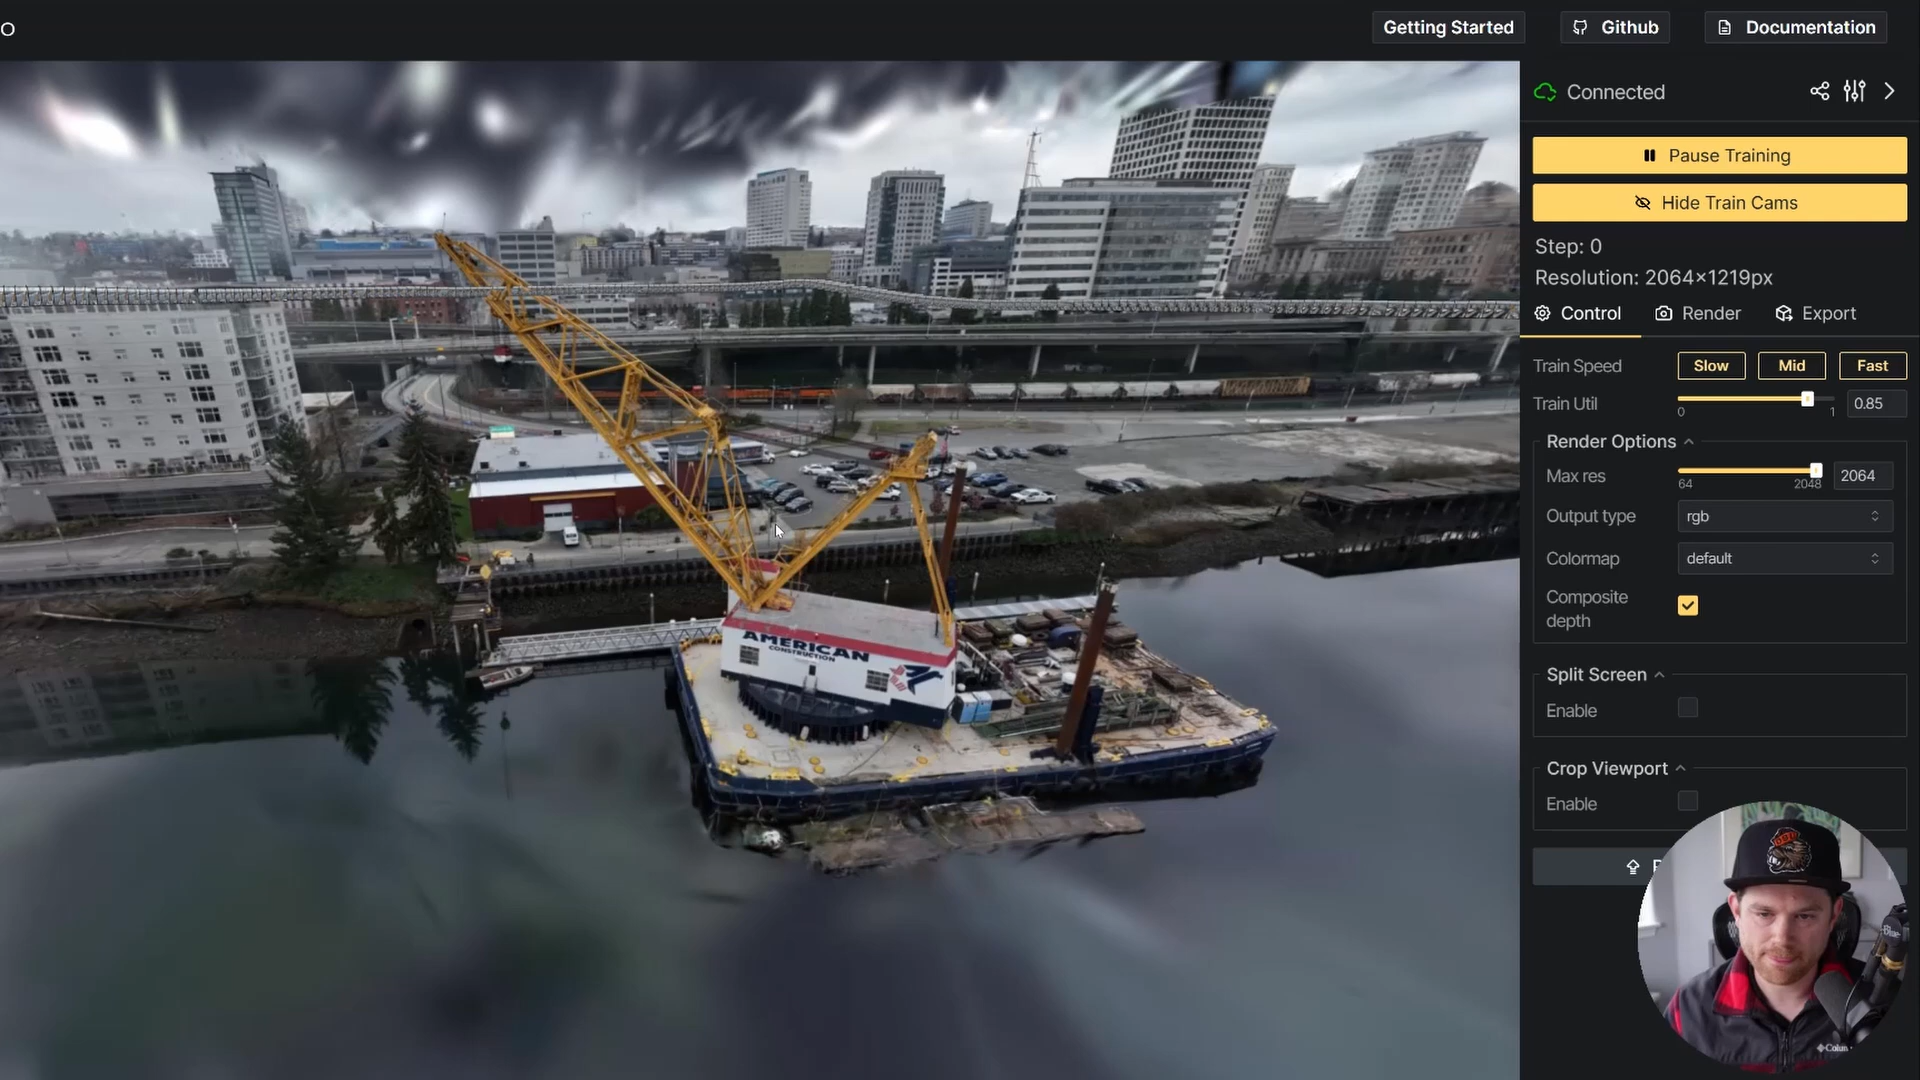 O
Getting Started
Github
Documentation
Connected
Pause Training
Hide Train Cams
Step: 0
Resolution: 2064×1219px
Control
Render
Export
Train Speed
Slow
Mid
Fast
Train Util
0
1
0.85
Render Options
Max res
64
2048
2064
Output type
rgb
Colormap
default
Composite
depth
Split Screen
Enable
Crop Viewport
Enable
AMERICAN
CONSTRUCTION